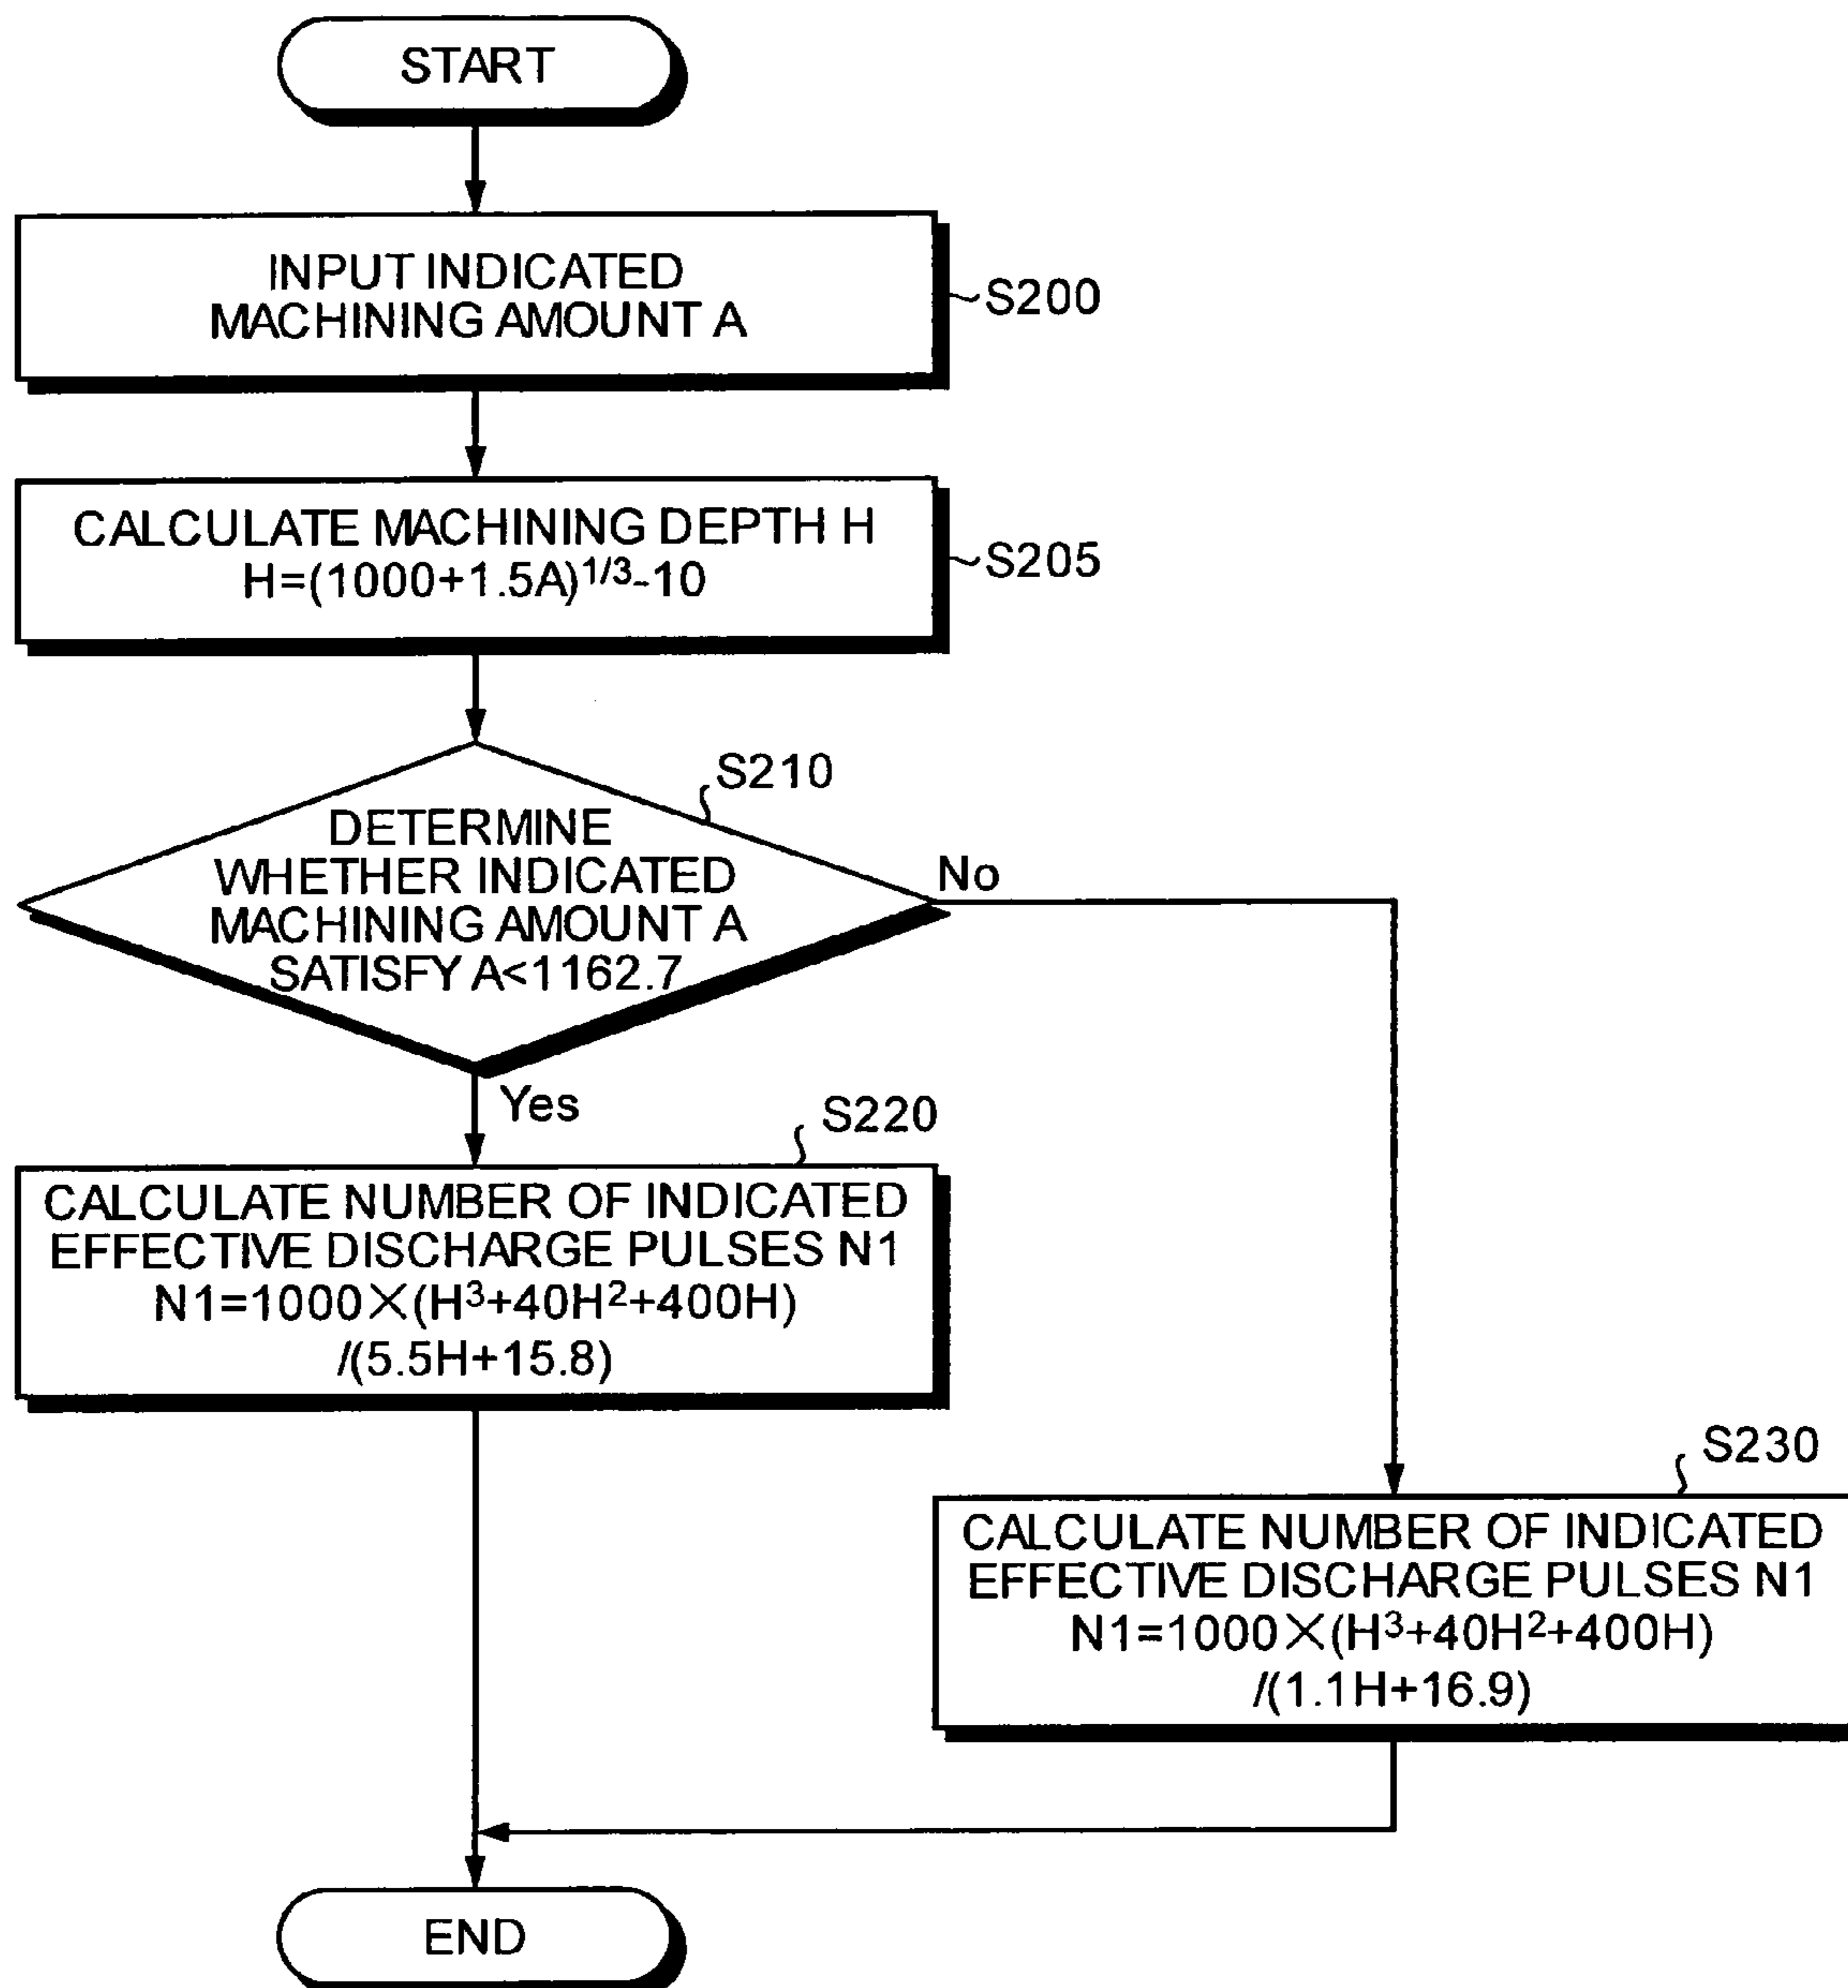 START
INPUT INDICATED
MACHINING AMOUNT A
S200
CALCULATE MACHINING DEPTH H
H=(1000+1.5A)^1/3-10
S205
S210
DETERMINE
WHETHER INDICATED
MACHINING AMOUNT A
SATISFY A<1162.7
No
Yes
S220
CALCULATE NUMBER OF INDICATED
EFFECTIVE DISCHARGE PULSES N1
N1=1000×(H³+40H²+400H)
/(5.5H+15.8)
S230
CALCULATE NUMBER OF INDICATED
EFFECTIVE DISCHARGE PULSES N1
N1=1000×(H³+40H²+400H)
/(1.1H+16.9)
END